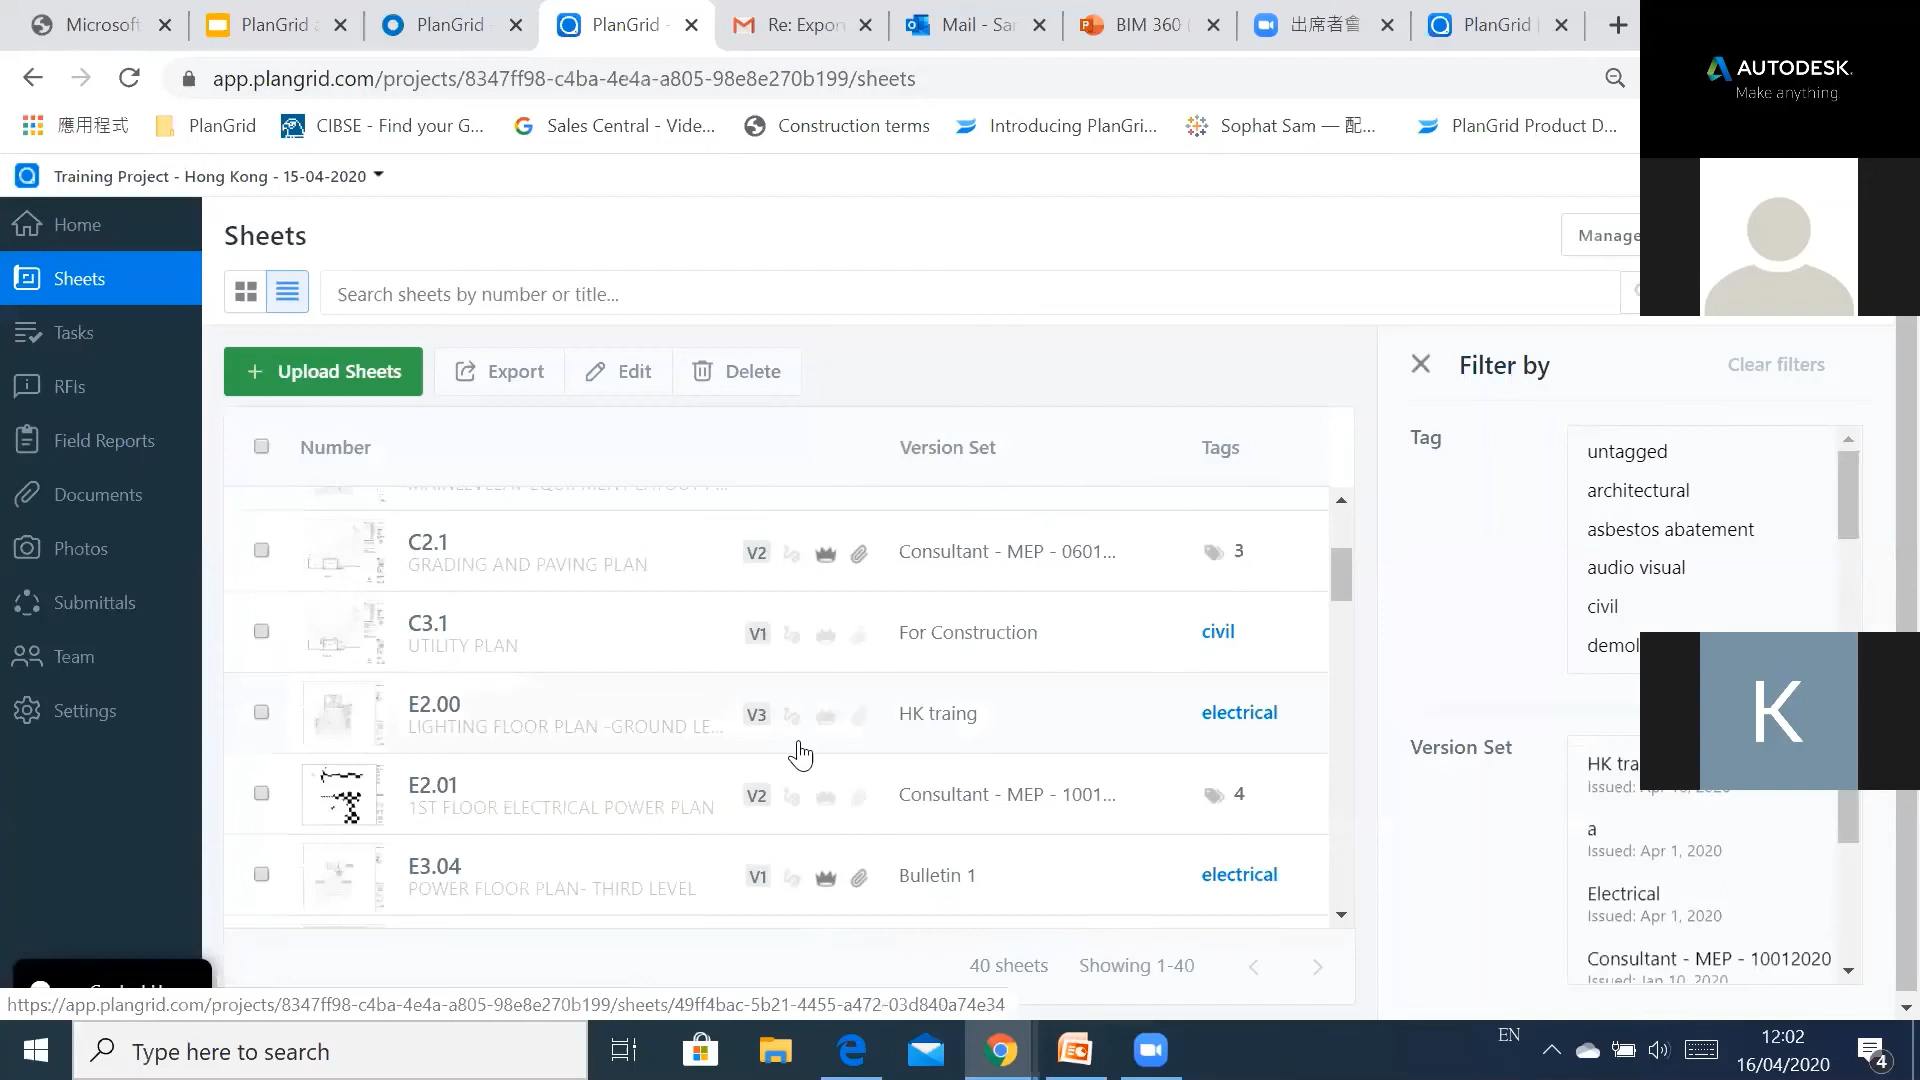 Microsoft
PlanGrid a
PlanGrid -
PlanGrid -
Re: Expor
Mail - Sa
BIM 360 (
出席者會
PlanGrid
app.plangrid.com/projects/8347ff98-c4ba-4e4a-a805-98e8e270b199/sheets
應用程式
PlanGrid
CIBSE - Find your G...
Sales Central - Vide...
Construction terms
Introducing PlanGri...
Sophat Sam — 配...
PlanGrid Product D...
AUTODESK.
Make anything.
Training Project - Hong Kong - 15-04-2020
Home
Sheets
Tasks
RFIs
Field Reports
Documents
Photos
Submittals
Team
Settings
Sheets
Manage
Search sheets by number or title...
+ Upload Sheets
Export
Edit
Delete
Number
Version Set
Tags
C2.1
GRADING AND PAVING PLAN
V2
Consultant - MEP - 0601...
3
C3.1
UTILITY PLAN
V1
For Construction
civil
E2.00
LIGHTING FLOOR PLAN -GROUND LE...
V3
HK traing
electrical
E2.01
1ST FLOOR ELECTRICAL POWER PLAN
V2
Consultant - MEP - 1001...
4
E3.04
POWER FLOOR PLAN- THIRD LEVEL
V1
Bulletin 1
electrical
40 sheets
Showing 1-40
Filter by
Clear filters
Tag
untagged
architectural
asbestos abatement
audio visual
civil
demol
K
Version Set
HK tra
Issued:
a
Issued: Apr 1, 2020
Electrical
Issued: Apr 1, 2020
Consultant - MEP - 10012020
Issued: Jan 10, 2020
https://app.plangrid.com/projects/8347ff98-c4ba-4e4a-a805-98e8e270b199/sheets/49ff4bac-5b21-4455-a472-03d840a74e34
Type here to search
EN
12:02
16/04/2020
4